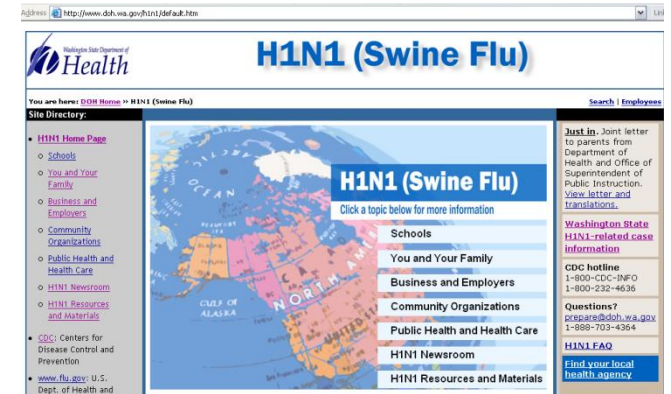 Address http://www.doh.wa.gov/h1n1/default.htm
Washington State Department of
Health
H1N1 (Swine Flu)
You are here: DOH Home » H1N1 (Swine Flu)
Search | Employees
Site Directory:
H1N1 Home Page
Schools
You and Your
Family
Business and
Employers
Community
Organizations
Public Health and
Health Care
H1N1 Newsroom
H1N1 Resources
and Materials
CDC: Centers for
Disease Control and
Prevention
www.flu.gov: U.S.
Dept. of Health and
OCEAN
ALASKA
GULF OF
ALASKA
NORTH AM
UNITED
H1N1 (Swine Flu)
Click a topic below for more information
Schools
You and Your Family
Business and Employers
Community Organizations
Public Health and Health Care
H1N1 Newsroom
H1N1 Resources and Materials
Just in. Joint letter
to parents from
Department of
Health and Office of
Superintendent of
Public Instruction.
View letter and
translations.
Washington State
H1N1-related case
information
CDC hotline
1-800-CDC-INFO
1-800-232-4636
Questions?
prepare@doh.wa.gov
1-888-703-4364
H1N1 FAQ
Find your local
health agency